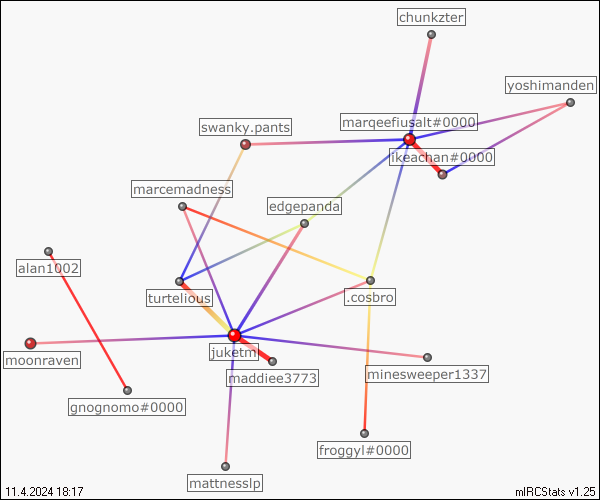 chunkzter
yoshimanden
marqeefiusalt#0000
swanky.pants
ikeachan#0000
marcemadness
edgepanda
alan1002
turtelious
.cosbro
juketm
moonraven
maddiee3773
minesweeper1337
gnognomo#0000
froggyl#0000
mattnesslp
11.4.2024 18:17
mIRCStats v1.25